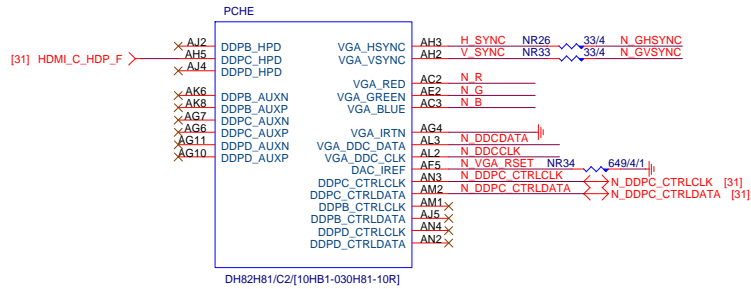 PCHE
AJ2 DDPB_HPD VGA_HSYNC AH3 H_SYNC NR26 33/4 N_GHSYNC
[31] HDMI_C_HDP_F AH5 DDPC_HPD VGA_VSYNC AH2 V_SYNC NR33 33/4 N_GVSYNC
AJ4 DDPD_HPD
VGA_RED AC2 N_R
AK6 DDPB_AUXN VGA_GREEN AE2 N_G
AK8 DDPB_AUXP VGA_BLUE AC3 N_B
AG7 DDPC_AUXN
AG6 DDPC_AUXP VGA_IRTN AG4
AG11 DDPD_AUXN VGA_DDC_DATA AL3 N_DDCDATA
AG10 DDPD_AUXP VGA_DDC_CLK AL2 N_DDCCLK
DAC_IREF AF5 N_VGA_RSET NR34 649/4/1
DDPC_CTRLCLK AN3 N_DDPC_CTRLCLK N_DDPC_CTRLCLK [31]
DDPC_CTRLDATA AM2 N_DDPC_CTRLDATA N_DDPC_CTRLDATA [31]
DDPB_CTRLCLK AM1
DDPB_CTRLDATA AJ5
DDPD_CTRLCLK AN4
DDPD_CTRLDATA AN2
DH82H81/C2/[10HB1-030H81-10R]